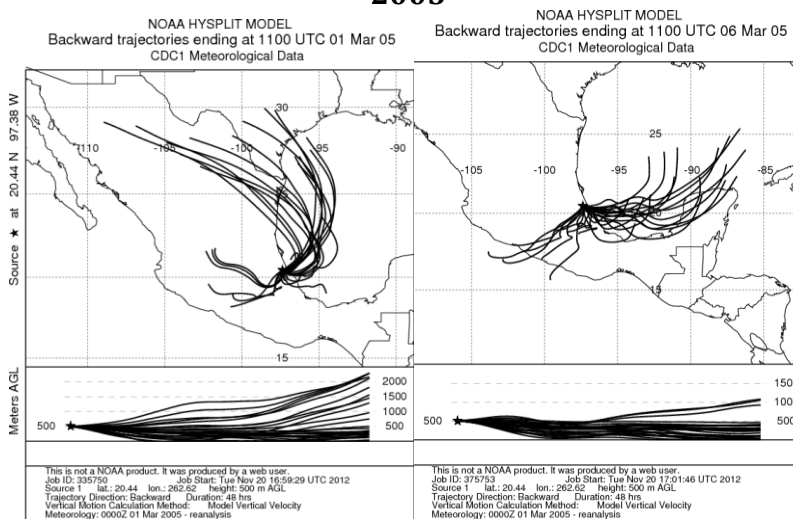 2005
NOAA HYSPLIT MODEL
Backward trajectories ending at 1100 UTC 01 Mar 05
CDC1 Meteorological Data
Source ★ at 20.44 N 97.38 W
30
-110
-105
-100
-95
-90
15
Meters AGL
500
2000
1500
1000
500
This is not a NOAA product. It was produced by a web user.
Job ID: 335750 Job Start: Tue Nov 20 16:59:29 UTC 2012
Source 1 lat.: 20.44 lon.: 262.62 height: 500 m AGL
Trajectory Direction: Backward Duration: 48 hrs
Vertical Motion Calculation Method: Model Vertical Velocity
Meteorology: 0000Z 01 Mar 2005 - reanalysis
NOAA HYSPLIT MODEL
Backward trajectories ending at 1100 UTC 06 Mar 05
CDC1 Meteorological Data
25
-105
-100
-95
-90
-85
20
15
500
150
100
500
This is not a NOAA product. It was produced by a web user.
Job ID: 375753 Job Start: Tue Nov 20 17:01:46 UTC 2012
Source 1 lat.: 20.44 lon.: 262.62 height: 500 m AGL
Trajectory Direction: Backward Duration: 48 hrs
Vertical Motion Calculation Method: Model Vertical Velocity
Meteorology: 0000Z 01 Mar 2005 - reanalysis